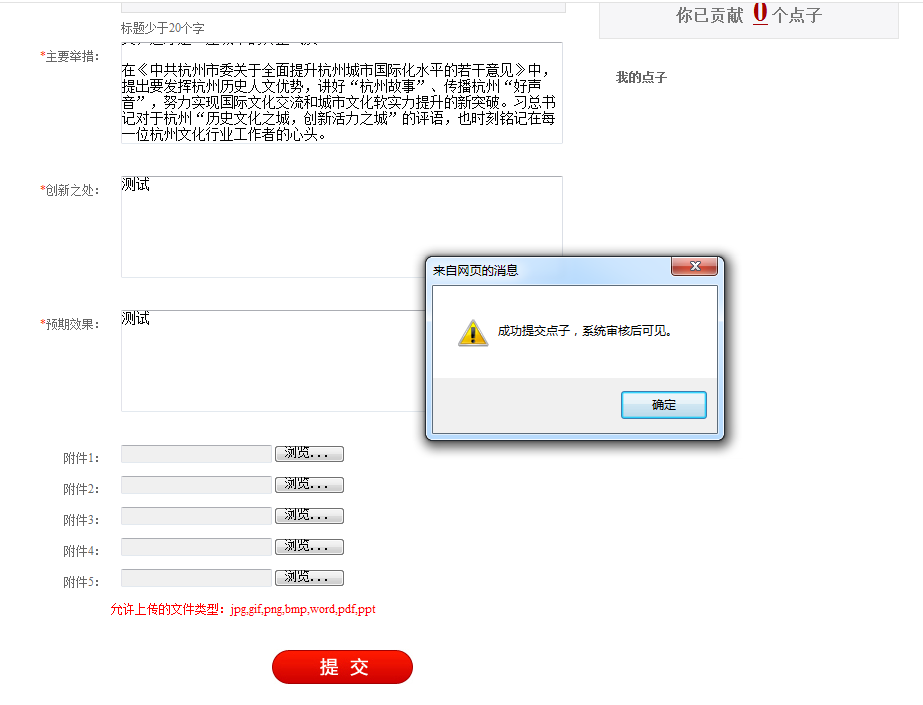 你已贡献 0 个点子
标题少于20个字
*主要举措：
在《中共杭州市委关于全面提升杭州城市国际化水平的若干意见》中，
提出要发挥杭州历史人文优势，讲好“杭州故事”、传播杭州“好声
音”，努力实现国际文化交流和城市文化软实力提升的新突破。习总书
记对于杭州“历史文化之城，创新活力之城”的评语，也时刻铭记在每
一位杭州文化行业工作者的心头。
我的点子
*创新之处：
测试
*预期效果：
测试
来自网页的消息
成功提交点子，系统审核后可见。
确定
附件1：
浏览...
附件2：
浏览...
附件3：
浏览...
附件4：
浏览...
附件5：
浏览...
允许上传的文件类型：jpg,gif,png,bmp,word,pdf,ppt
提 交